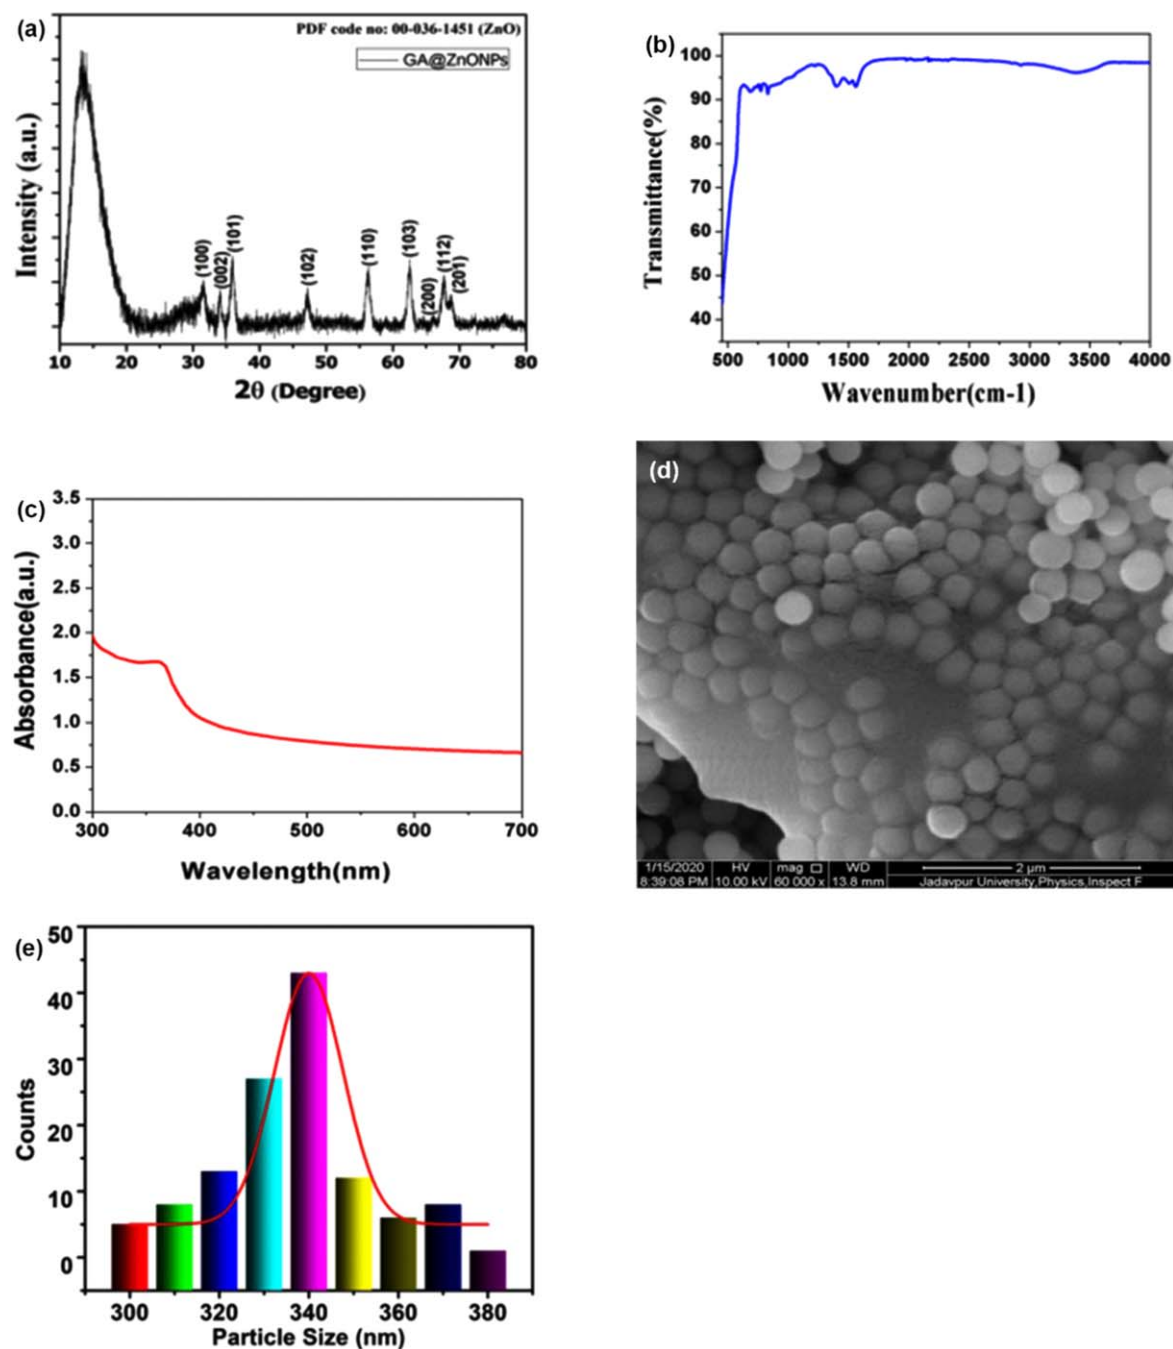 (a)
PDF code no: 00-036-1451 (ZnO)
GA@ZnONPs
Intensity (a.u.)
(100)
(002)
(101)
(102)
(110)
(103)
(200)
(112)
(201)
10 20 30 40 50 60 70 80
2θ (Degree)
(b)
Transmittance(%)
100
90
80
70
60
50
40
500 1000 1500 2000 2500 3000 3500 4000
Wavenumber(cm-1)
(c)
Absorbance(a.u.)
3.5
3.0
2.5
2.0
1.5
1.0
0.5
0.0
300 400 500 600 700
Wavelength(nm)
(d)
1/15/2020 HV mag WD 2 µm
8:39:08 PM 10.00 kV 60 000 x 13.8 mm Jadavpur University,Physics,Inspect F
(e)
Counts
50
40
30
20
10
0
300 320 340 360 380
Particle Size (nm)